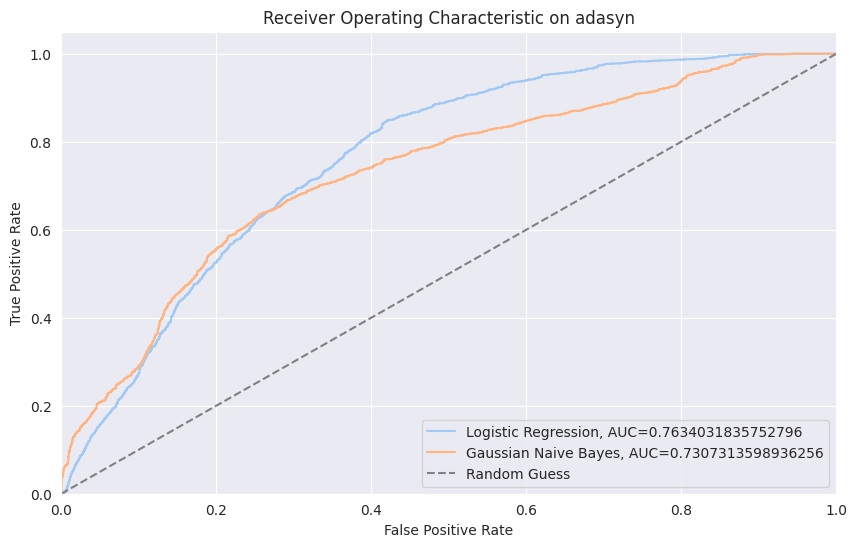 Receiver Operating Characteristic on adasyn
True Positive Rate
1.0
0.8
0.6
0.4
0.2
0.0
0.0 0.2 0.4 0.6 0.8 1.0
False Positive Rate
Logistic Regression, AUC=0.7634031835752796
Gaussian Naive Bayes, AUC=0.7307313598936256
Random Guess